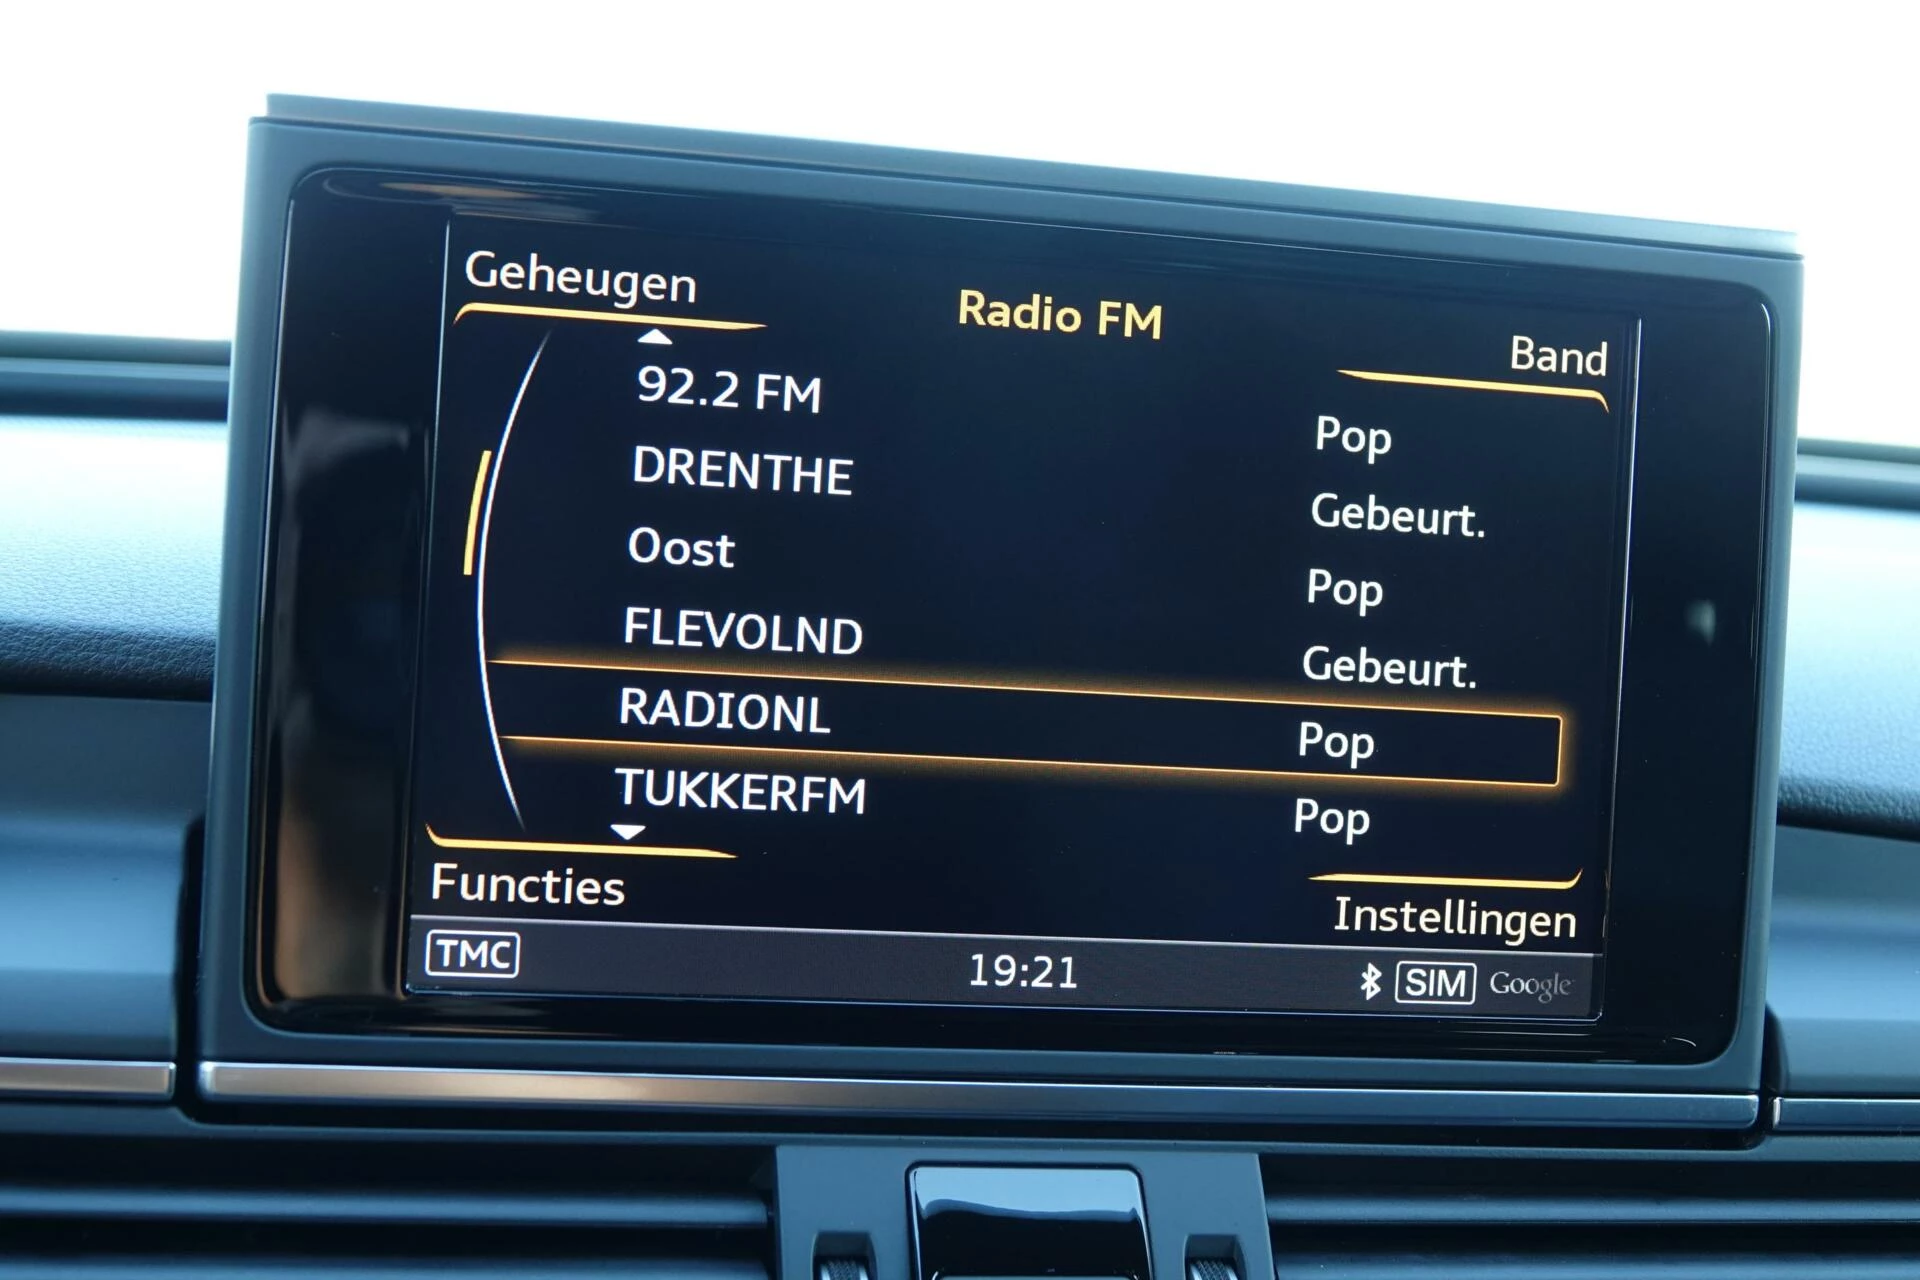 Geheugen
Radio FM
Band
92.2 FM Pop
DRENTHE Gebeurt.
Oost Pop
FLEVOLND Gebeurt.
RADIONL Pop
TUKKERFM Pop
Functies
Instellingen
TMC 19:21 SIM Google